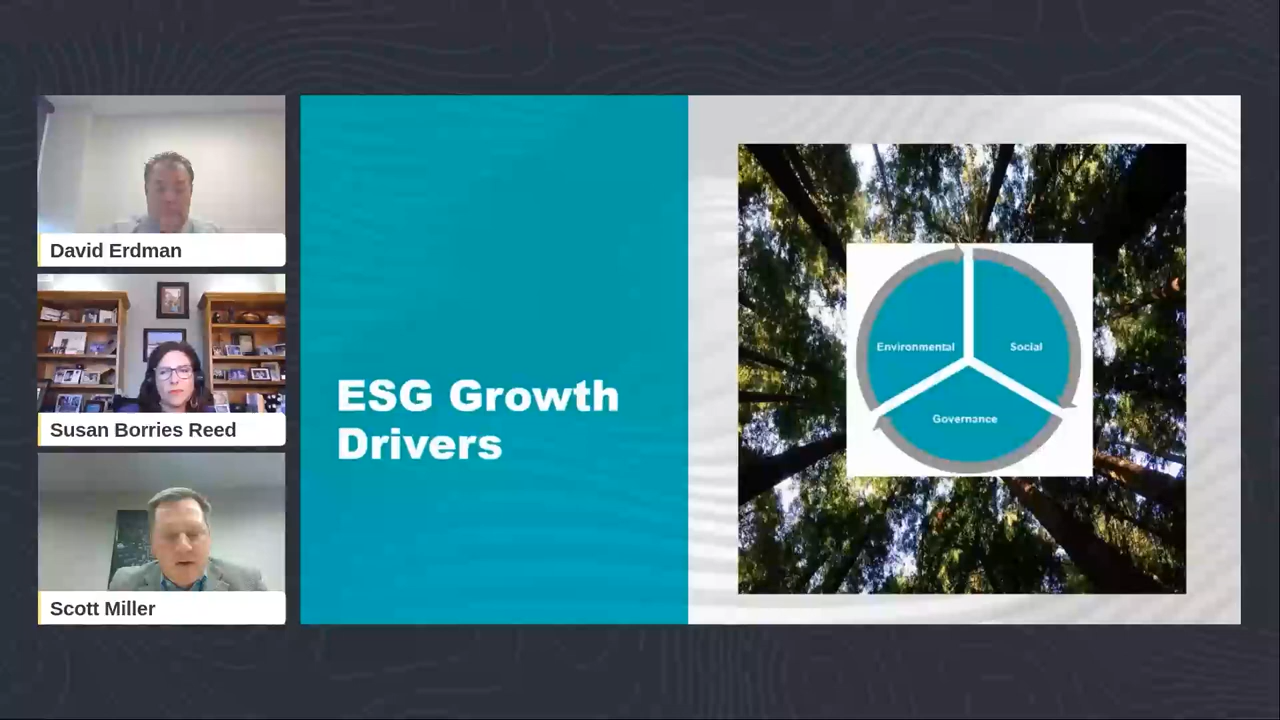 David Erdman
Susan Borries Reed
Scott Miller
ESG Growth
Drivers
Environmental
Social
Governance